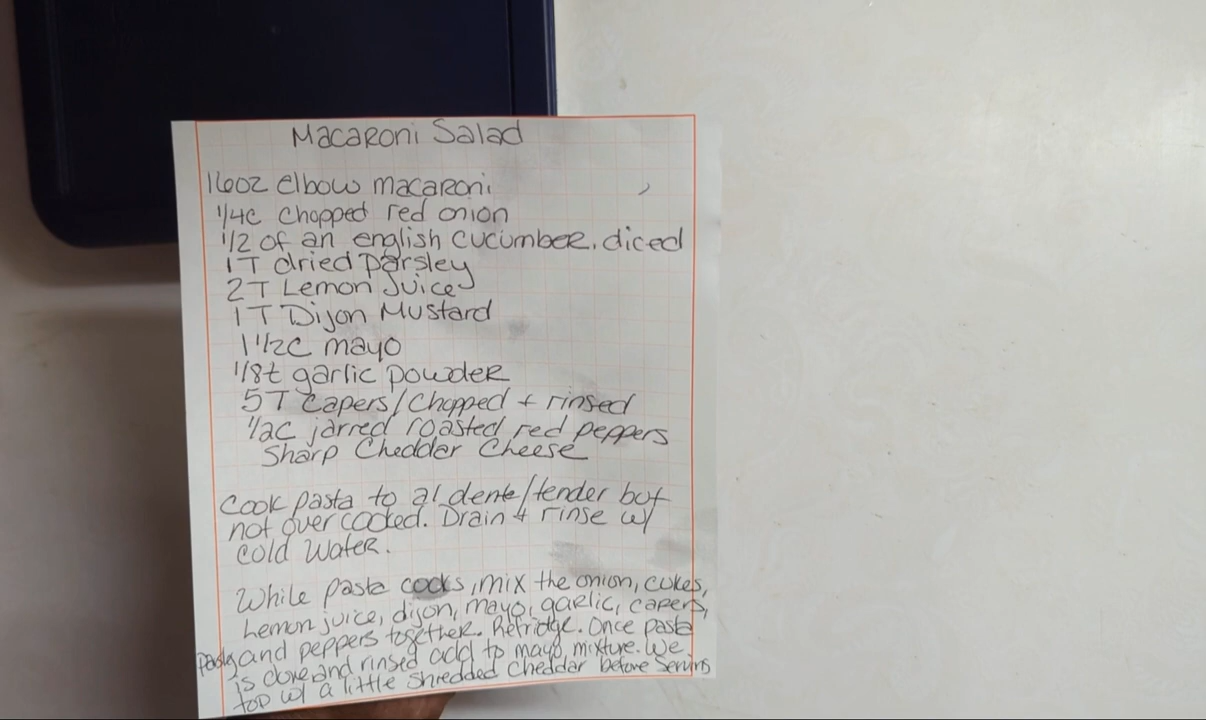 Macaroni Salad
16oz elbow macaroni
1/4c chopped red onion
1/2 of an english cucumber, diced
1T dried parsley
2T Lemon Juice
1T Dijon Mustard
1 1/2c mayo
1/8t garlic powder
5T capers/chopped + rinsed
1/2c jarred roasted red peppers
Sharp Cheddar Cheese
Cook pasta to al dente/tender but
not over cooked. Drain + rinse w/
cold water.
While pasta cooks, mix the onion, cukes,
Lemon juice, dijon, mayo, garlic, capers,
parsley and peppers together. Refridge. Once pasta
is done and rinsed add to mayo mixture. We
top w/ a little shredded cheddar before serving